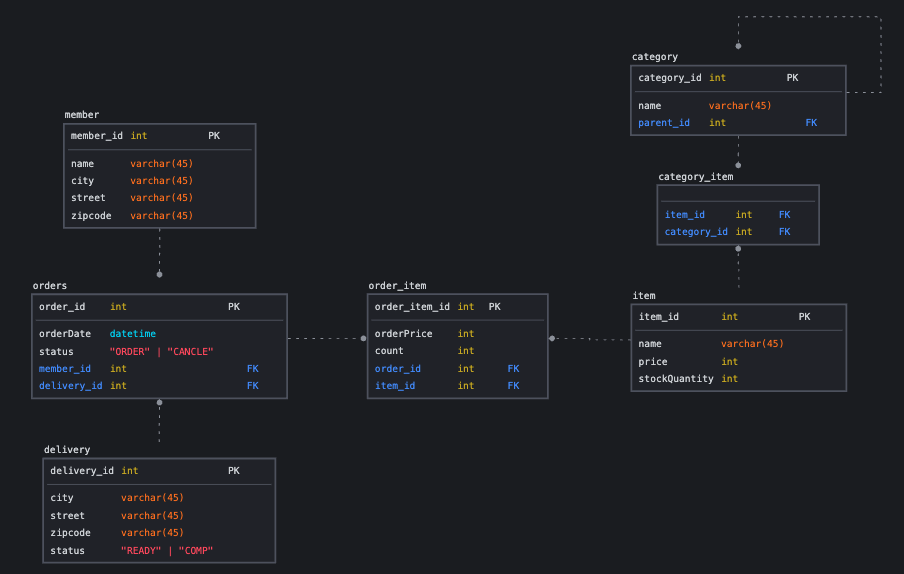 member
member_id int PK
name varchar(45)
city varchar(45)
street varchar(45)
zipcode varchar(45)
orders
order_id int PK
orderDate datetime
status "ORDER" | "CANCLE"
member_id int FK
delivery_id int FK
delivery
delivery_id int PK
city varchar(45)
street varchar(45)
zipcode varchar(45)
status "READY" | "COMP"
order_item
order_item_id int PK
orderPrice int
count int
order_id int FK
item_id int FK
category
category_id int PK
name varchar(45)
parent_id int FK
category_item
item_id int FK
category_id int FK
item
item_id int PK
name varchar(45)
price int
stockQuantity int